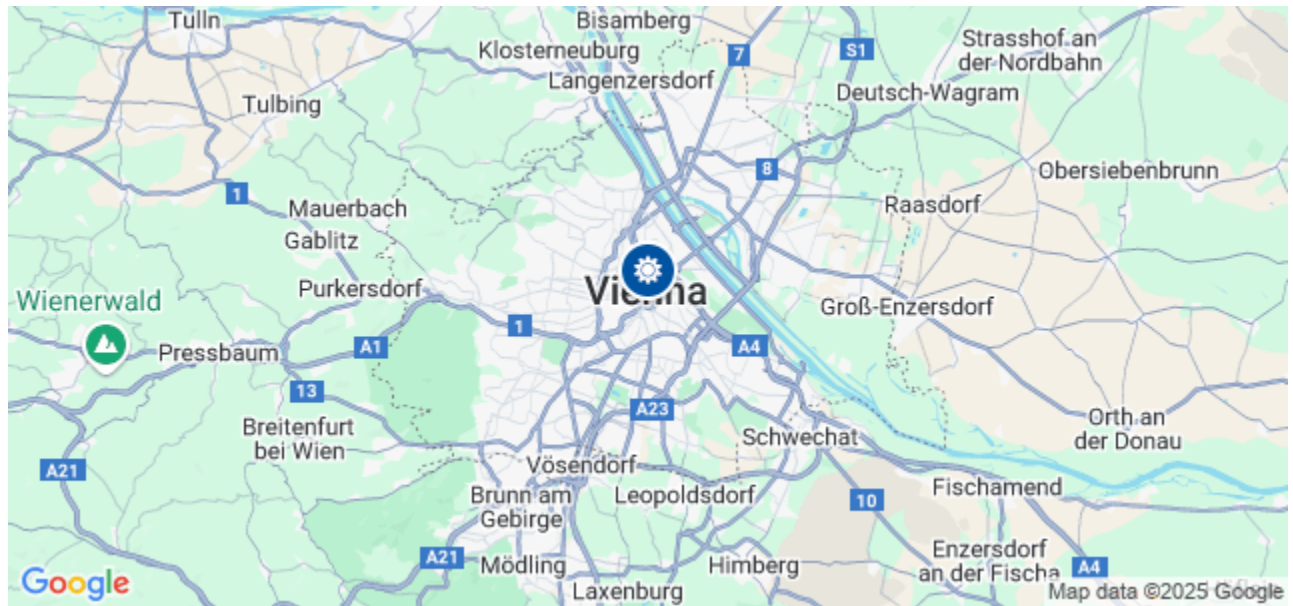 Tulln
Bisamberg
Klosterneuburg
7
S1
Strasshof an
der Nordbahn
Langenzersdorf
Tulbing
Deutsch-Wagram
8
Obersiebenbrunn
1
Mauerbach
Raasdorf
Gablitz
Purkersdorf
Vienna
Wienerwald
Groß-Enzersdorf
1
Pressbaum
A1
A4
13
A23
Breitenfurt
bei Wien
Orth an
der Donau
Schwechat
A21
Vösendorf
Brunn am
Gebirge
Leopoldsdorf
Fischamend
10
A21
Mödling
Himberg
Enzersdorf
an der Fischa
A4
Google
Laxenburg
Map data ©2025 Google